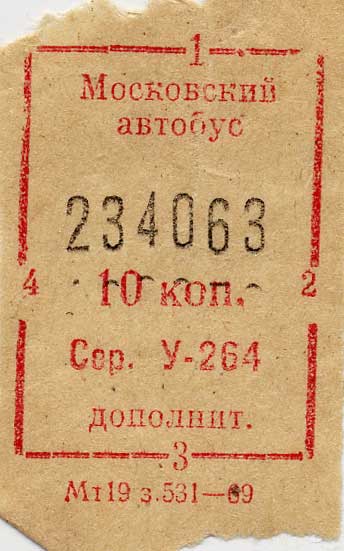 1
Московский
автобус
234063
4 10 коп. 2
Сер. У-264
дополнит.
3
Мт19 з.531—69